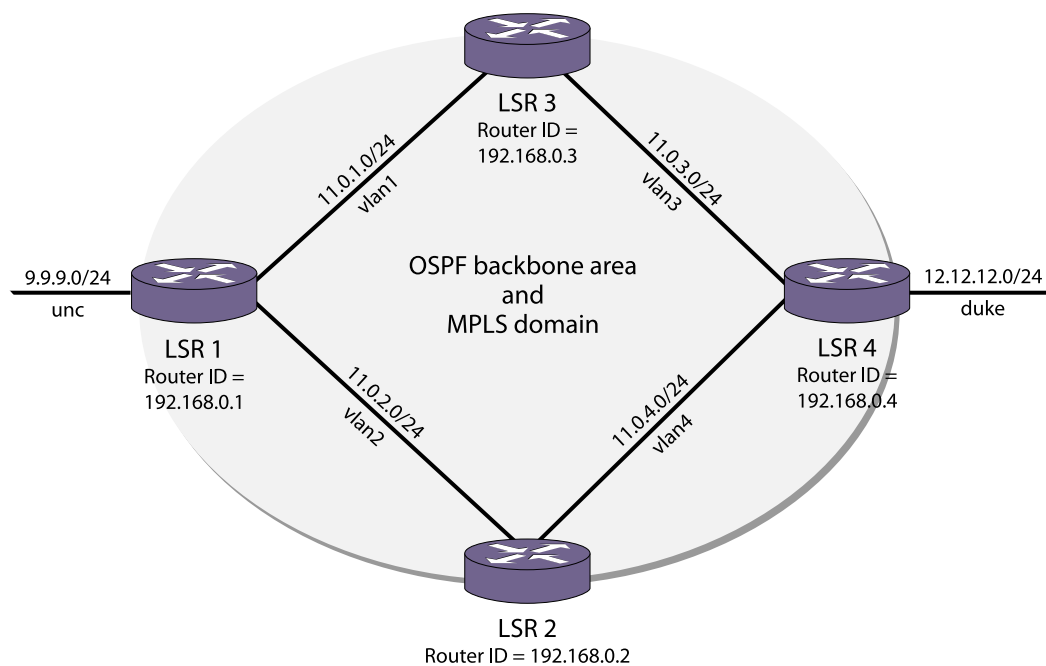 LSR 3
Router ID =
192.168.0.3
11.0.1.0/24
vlan1
11.0.3.0/24
vlan3
9.9.9.0/24
unc
OSPF backbone area
and
MPLS domain
12.12.12.0/24
duke
LSR 1
Router ID =
192.168.0.1
LSR 4
Router ID =
192.168.0.4
11.0.2.0/24
vlan2
11.0.4.0/24
vlan4
LSR 2
Router ID = 192.168.0.2